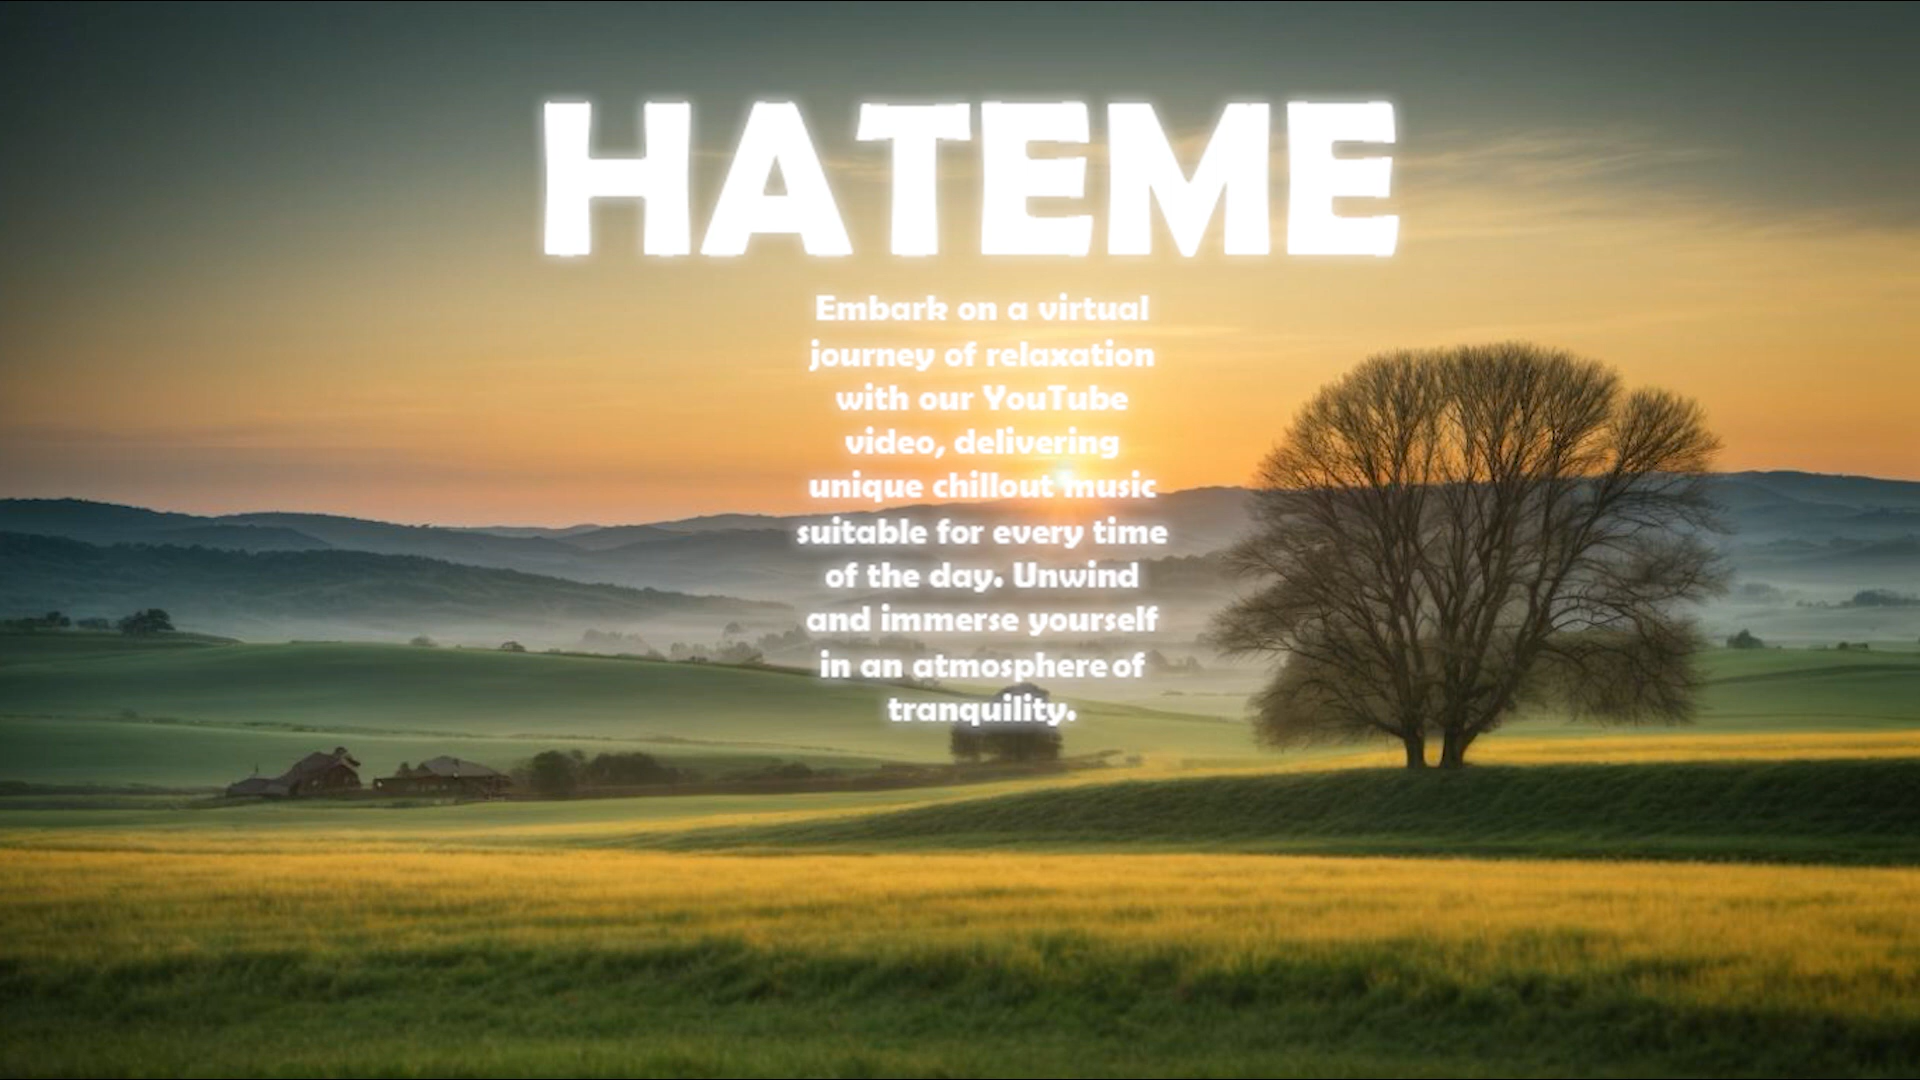 HATEME
Embark on a virtual
journey of relaxation
with our YouTube
video, delivering
unique chillout music
suitable for every time
of the day. Unwind
and immerse yourself
in an atmosphere of
tranquility.